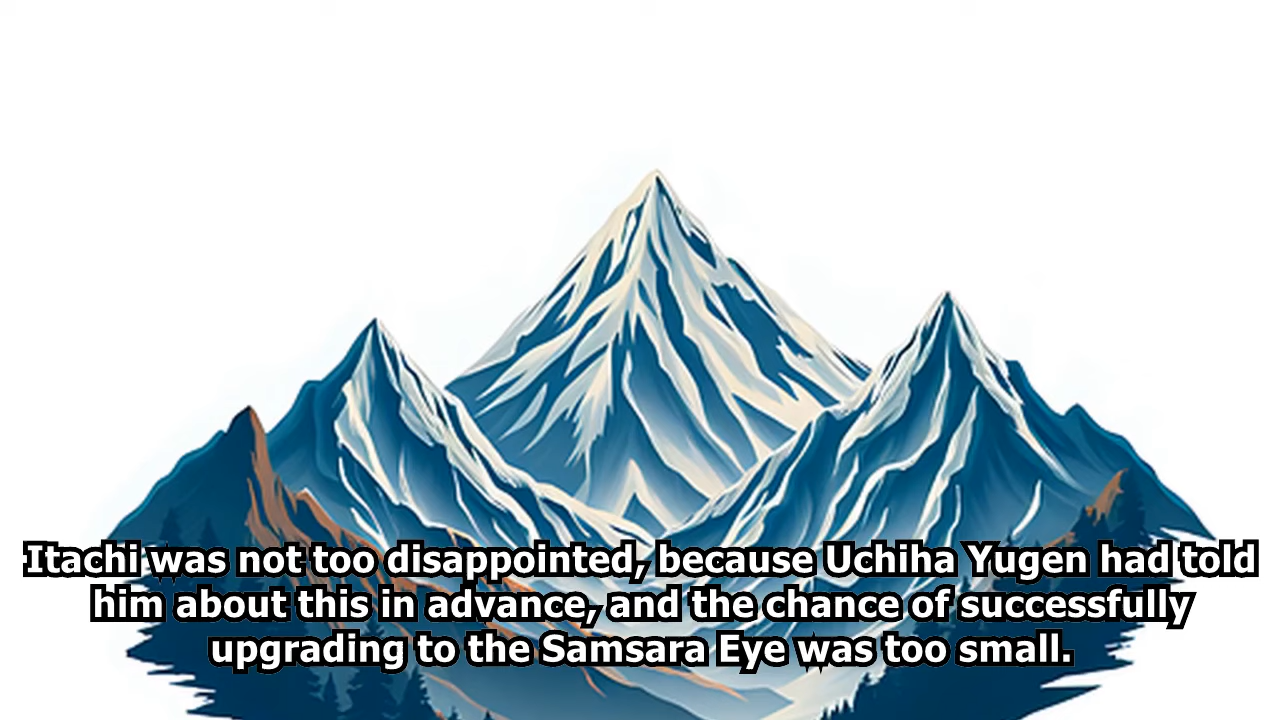 Itachi was not too disappointed, because Uchiha Yugen had told
him about this in advance, and the chance of successfully
upgrading to the Samsara Eye was too small.